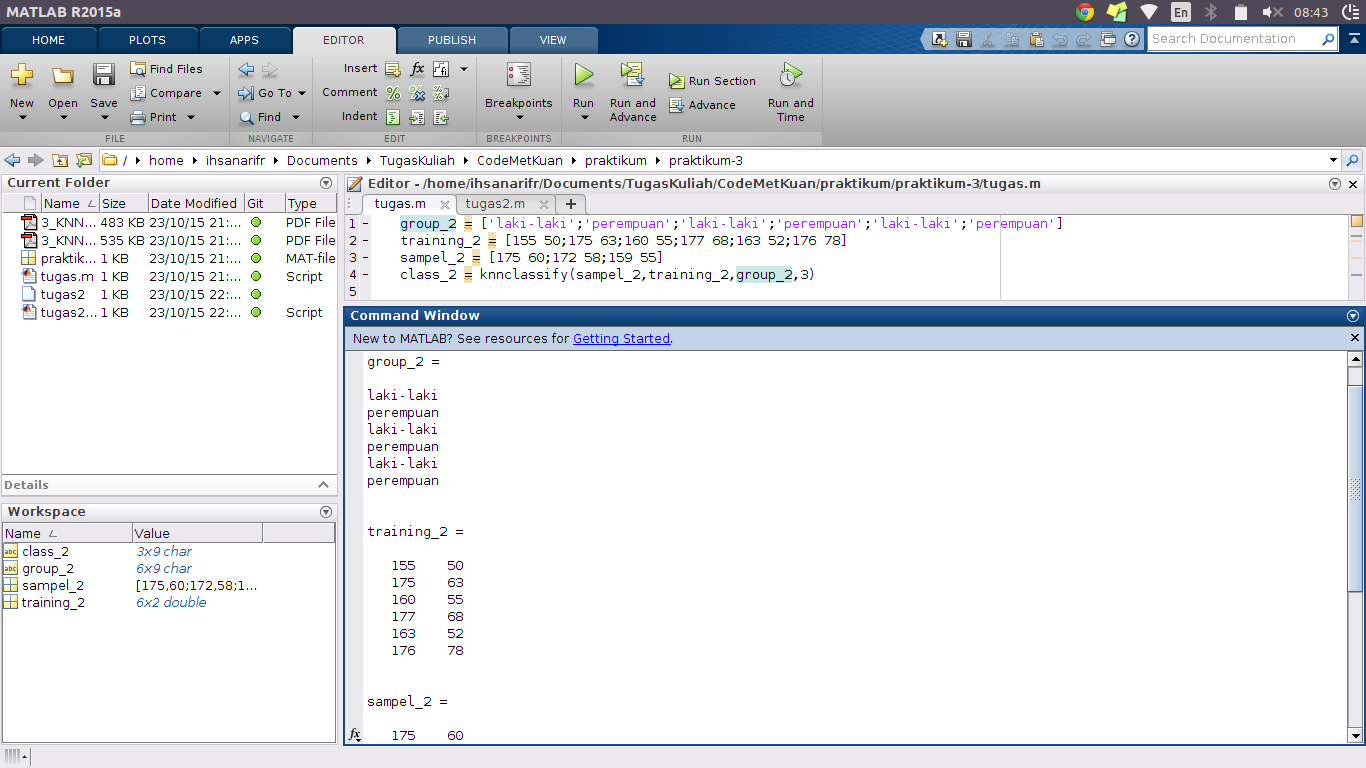 MATLAB R2015a
En
08:43
HOME PLOTS APPS EDITOR PUBLISH VIEW
Search Documentation
New
Open
Save
Find Files
Compare
Print
FILE
Go To
Find
NAVIGATE
Insert
Comment
Indent
EDIT
Breakpoints
BREAKPOINTS
Run
Run and
Advance
Run Section
Advance
Run and
Time
RUN
/ home ihsanarifr Documents TugasKuliah CodeMetKuan praktikum praktikum-3
Current Folder
Name Size Date Modified Git Type
3_KNN... 483 KB 23/10/15 21:... PDF File
3_KNN... 535 KB 23/10/15 21:... PDF File
praktik... 1 KB 23/10/15 21:... MAT-file
tugas.m 1 KB 23/10/15 21:... Script
tugas2 1 KB 23/10/15 22:...
tugas2... 1 KB 23/10/15 22:... Script
Details
Workspace
Name Value
class_2 3x9 char
group_2 6x9 char
sampel_2 [175,60;172,58;1...
training_2 6x2 double
Editor - /home/ihsanarifr/Documents/TugasKuliah/CodeMetKuan/praktikum/praktikum-3/tugas.m
tugas.m tugas2.m
1 - group_2 = ['laki-laki';'perempuan';'laki-laki';'perempuan';'laki-laki';'perempuan']
2 - training_2 = [155 50;175 63;160 55;177 68;163 52;176 78]
3 - sampel_2 = [175 60;172 58;159 55]
4 - class_2 = knnclassify(sampel_2,training_2,group_2,3)
5
Command Window
New to MATLAB? See resources for Getting Started.
group_2 =
laki-laki
perempuan
laki-laki
perempuan
laki-laki
perempuan
training_2 =
155 50
175 63
160 55
177 68
163 52
176 78
sampel_2 =
175 60
fx